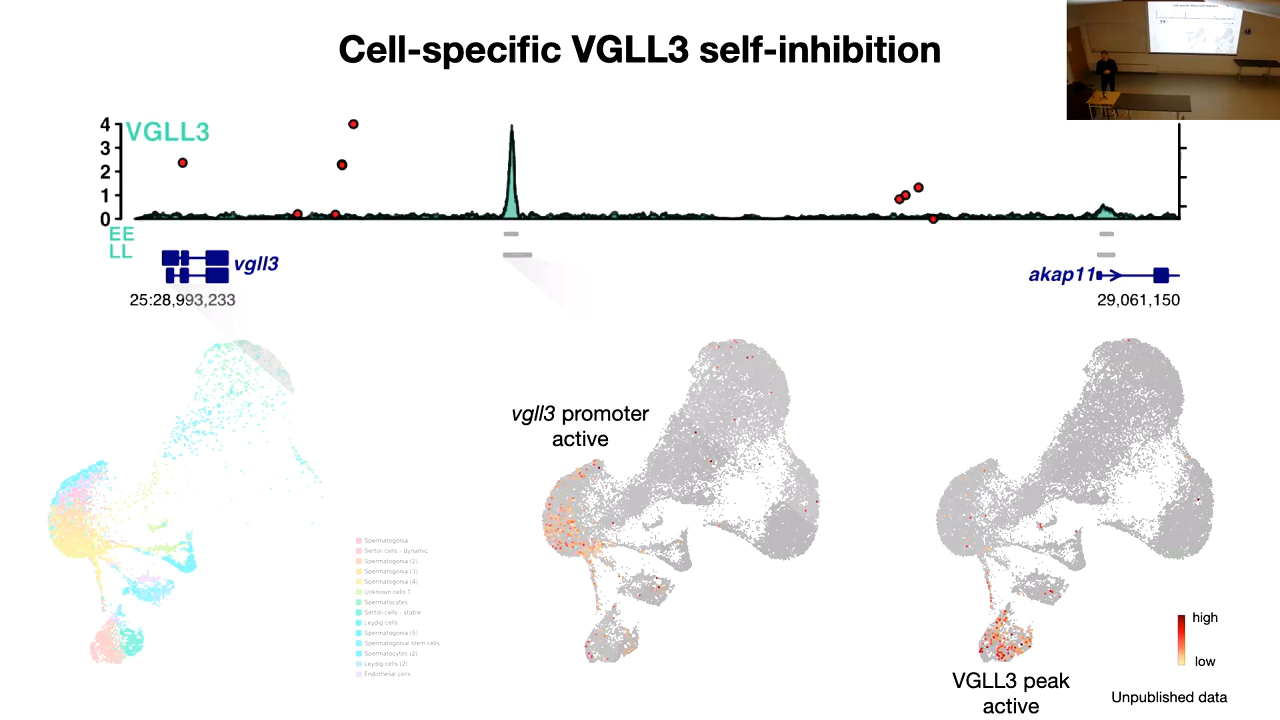 Cell-specific VGLL3 self-inhibition
4
3
2
1
0
VGLL3
EE
LL
vgll3
akap11
25:28,993,233
29,061,150
vgll3 promoter
active
Spermatogonia
Sertoli cells - dynamic
Spermatogonia (2)
Spermatogonia (3)
Spermatogonia (4)
Unknown cells 1
Spermatocytes
Sertoli cells - stable
Leydig cells
Spermatogonia (5)
Spermatogonial stem cells
Spermatocytes (2)
Leydig cells (2)
Endothelial cells
high
low
VGLL3 peak
active
Unpublished data